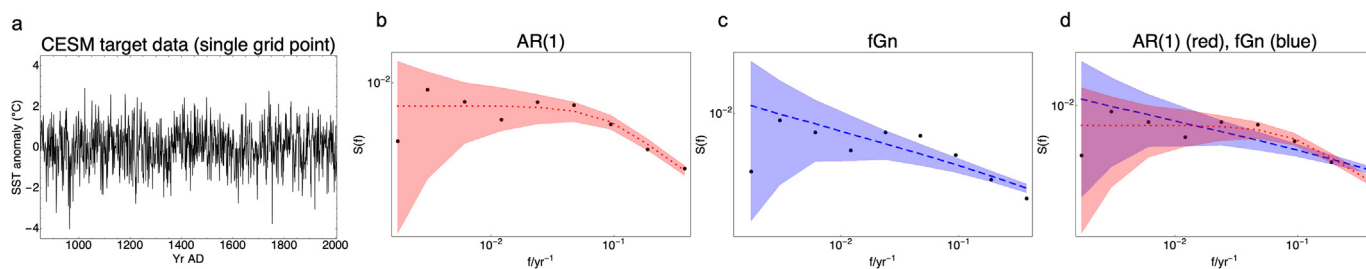 a
CESM target data (single grid point)
SST anomaly (°C)
4
2
0
−2
−4
1000
1200
1400
1600
1800
2000
Yr AD
b
AR(1)
S(f)
10⁻²
10⁻²
10⁻¹
f/yr⁻¹
c
fGn
S(f)
10⁻²
10⁻²
10⁻¹
f/yr⁻¹
d
AR(1) (red), fGn (blue)
S(f)
10⁻²
10⁻²
10⁻¹
f/yr⁻¹